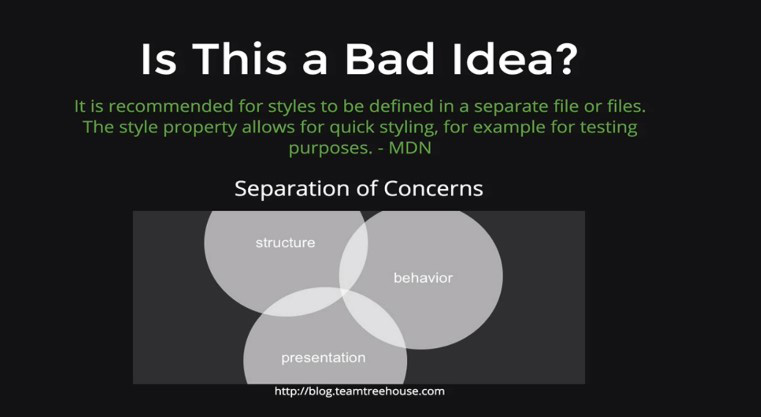 Is This a Bad Idea?
It is recommended for styles to be defined in a separate file or files.
The style property allows for quick styling, for example for testing
purposes. - MDN
Separation of Concerns
structure
behavior
presentation
http://blog.teamtreehouse.com